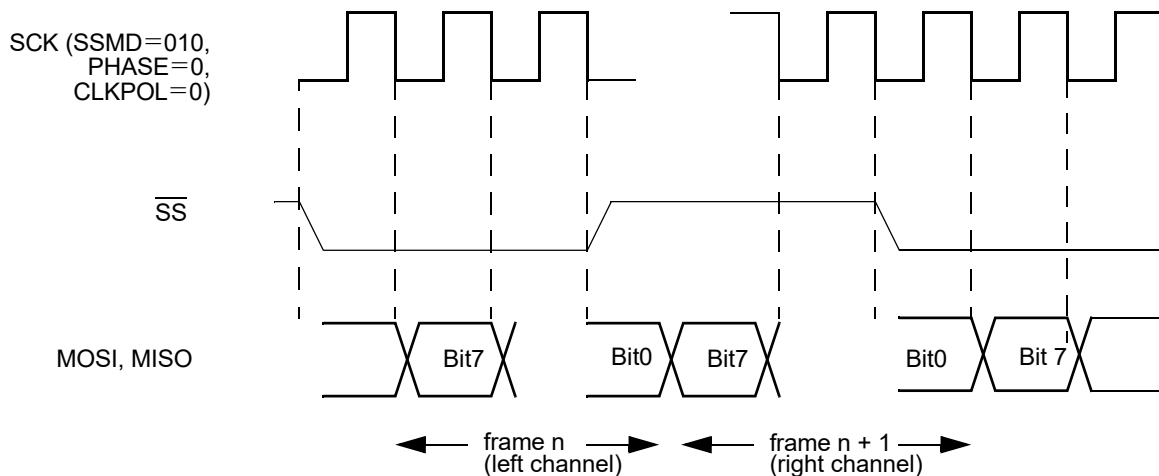 SCK (SSMD=010,
PHASE=0,
CLKPOL=0)
SS
MOSI, MISO
Bit7
Bit0
Bit7
Bit0
Bit 7
frame n
(left channel)
frame n + 1
(right channel)